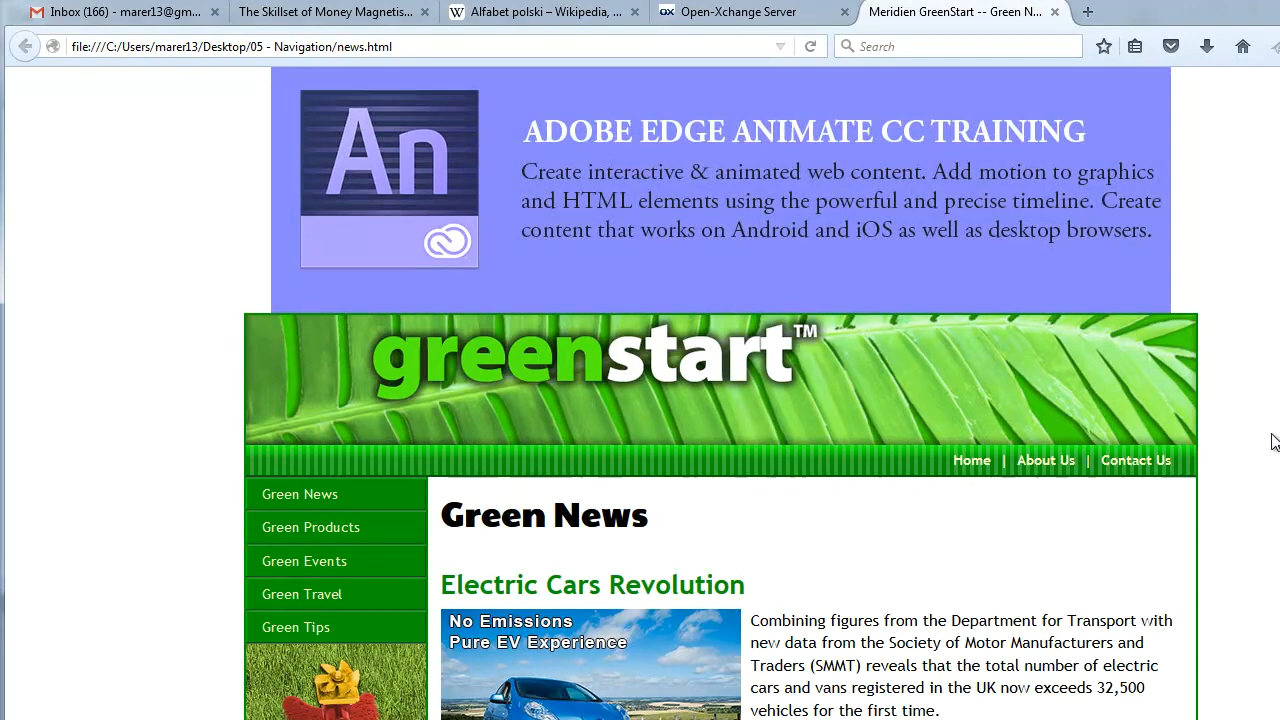 Inbox (166) - marer13@gm...
The Skillset of Money Magnetis...
Alfabet polski – Wikipedia, ...
Open-Xchange Server
Meridien GreenStart -- Green N...
file:///C:/Users/marer13/Desktop/05 - Navigation/news.html
Search
An
ADOBE EDGE ANIMATE CC TRAINING
Create interactive & animated web content. Add motion to graphics
and HTML elements using the powerful and precise timeline. Create
content that works on Android and iOS as well as desktop browsers.
greenstart™
Home | About Us | Contact Us
Green News
Green Products
Green Events
Green Travel
Green Tips
Green News
Electric Cars Revolution
No Emissions
Pure EV Experience
Combining figures from the Department for Transport with
new data from the Society of Motor Manufacturers and
Traders (SMMT) reveals that the total number of electric
cars and vans registered in the UK now exceeds 32,500
vehicles for the first time.